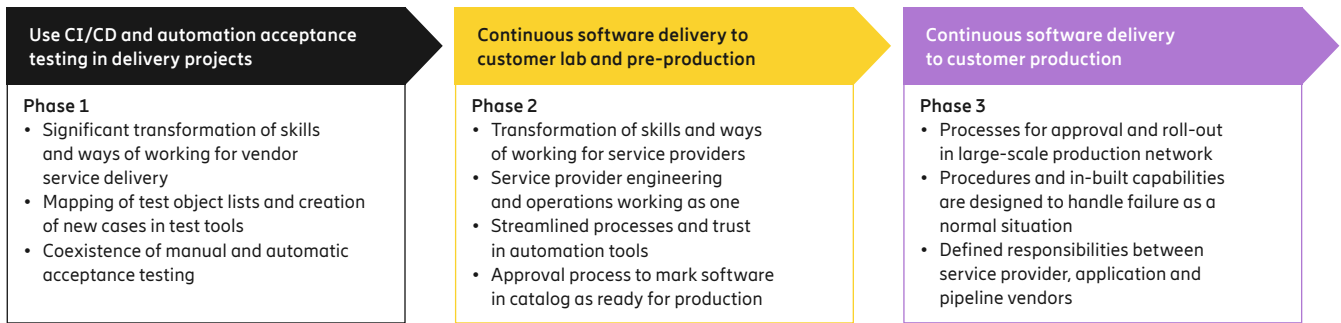 Use CI/CD and automation acceptance
testing in delivery projects
Phase 1
• Significant transformation of skills
and ways of working for vendor
service delivery
• Mapping of test object lists and creation
of new cases in test tools
• Coexistence of manual and automatic
acceptance testing
Continuous software delivery to
customer lab and pre-production
Phase 2
• Transformation of skills and ways
of working for service providers
• Service provider engineering
and operations working as one
• Streamlined processes and trust
in automation tools
• Approval process to mark software
in catalog as ready for production
Continuous software delivery
to customer production
Phase 3
• Processes for approval and roll-out
in large-scale production network
• Procedures and in-built capabilities
are designed to handle failure as a
normal situation
• Defined responsibilities between
service provider, application and
pipeline vendors